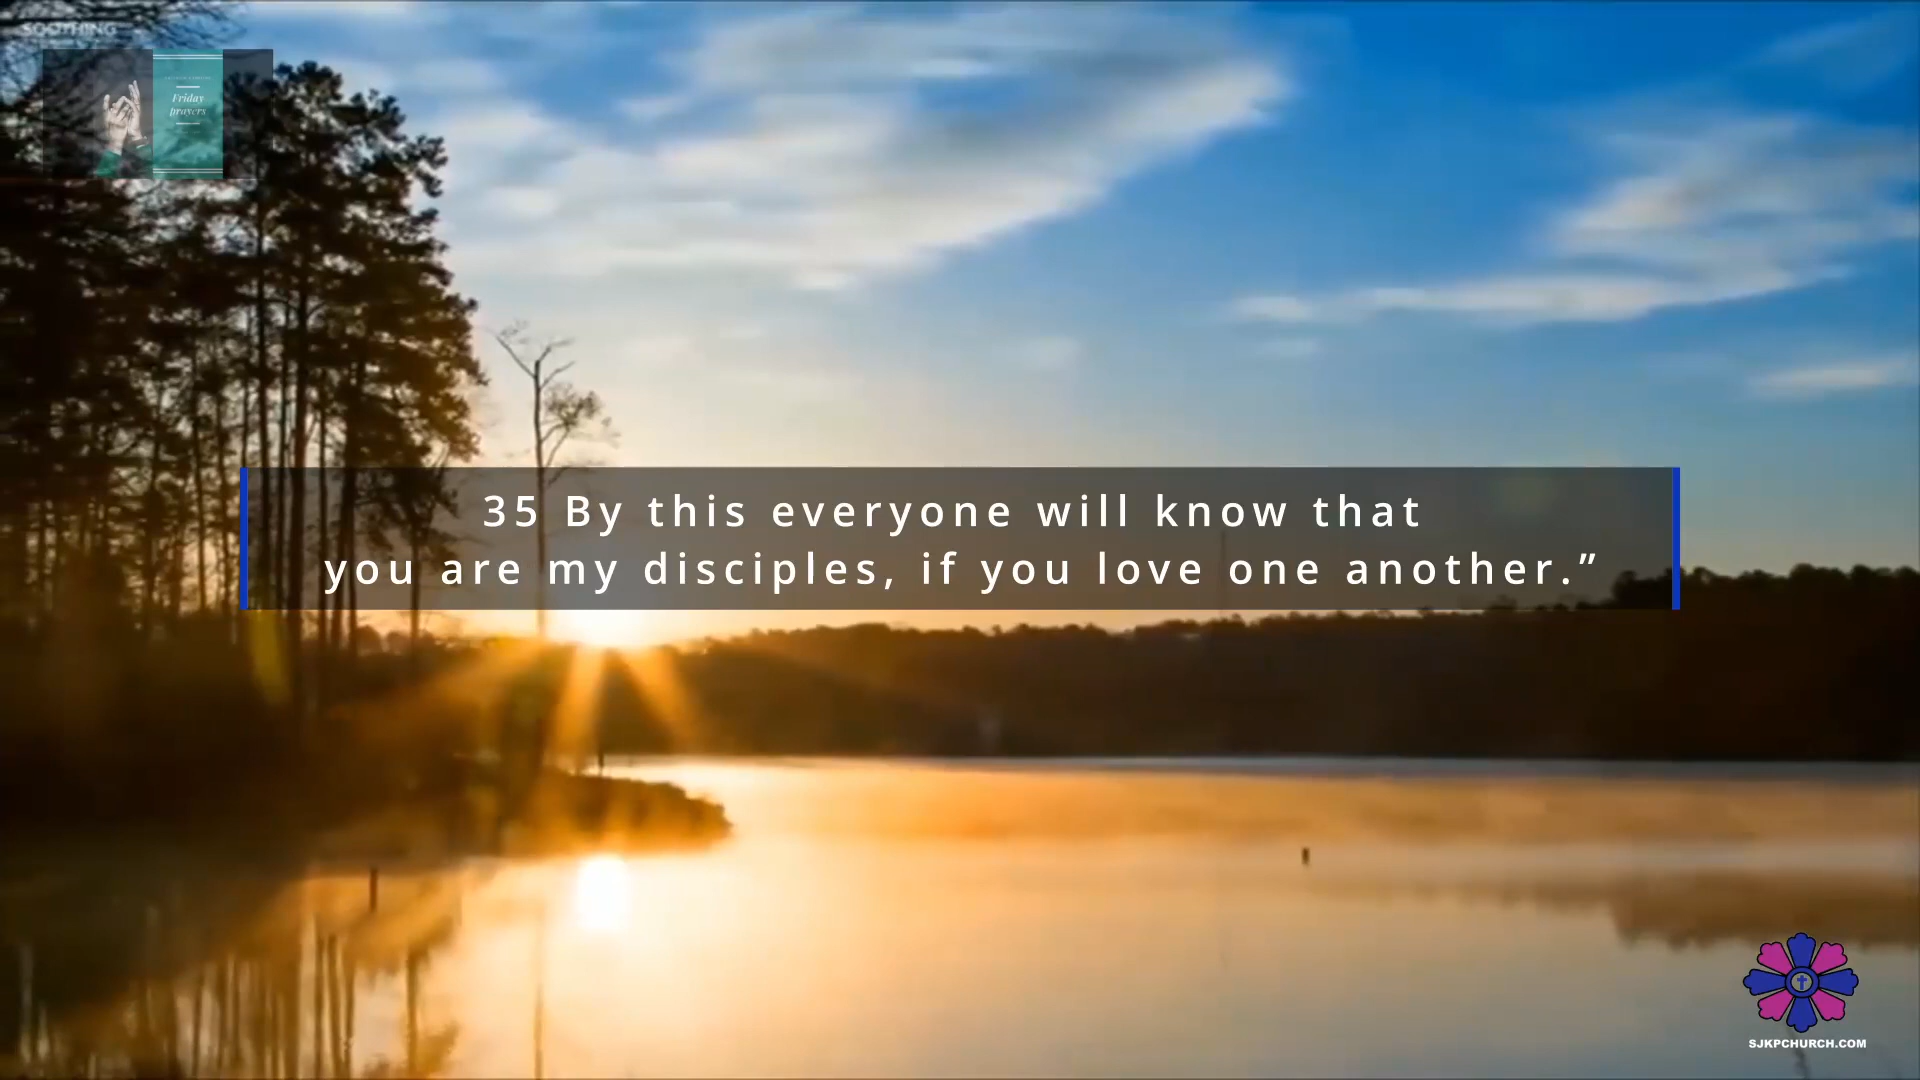 SOOTHING
Friday
prayers
35 By this everyone will know that
you are my disciples, if you love one another.”
SJKPCHURCH.COM